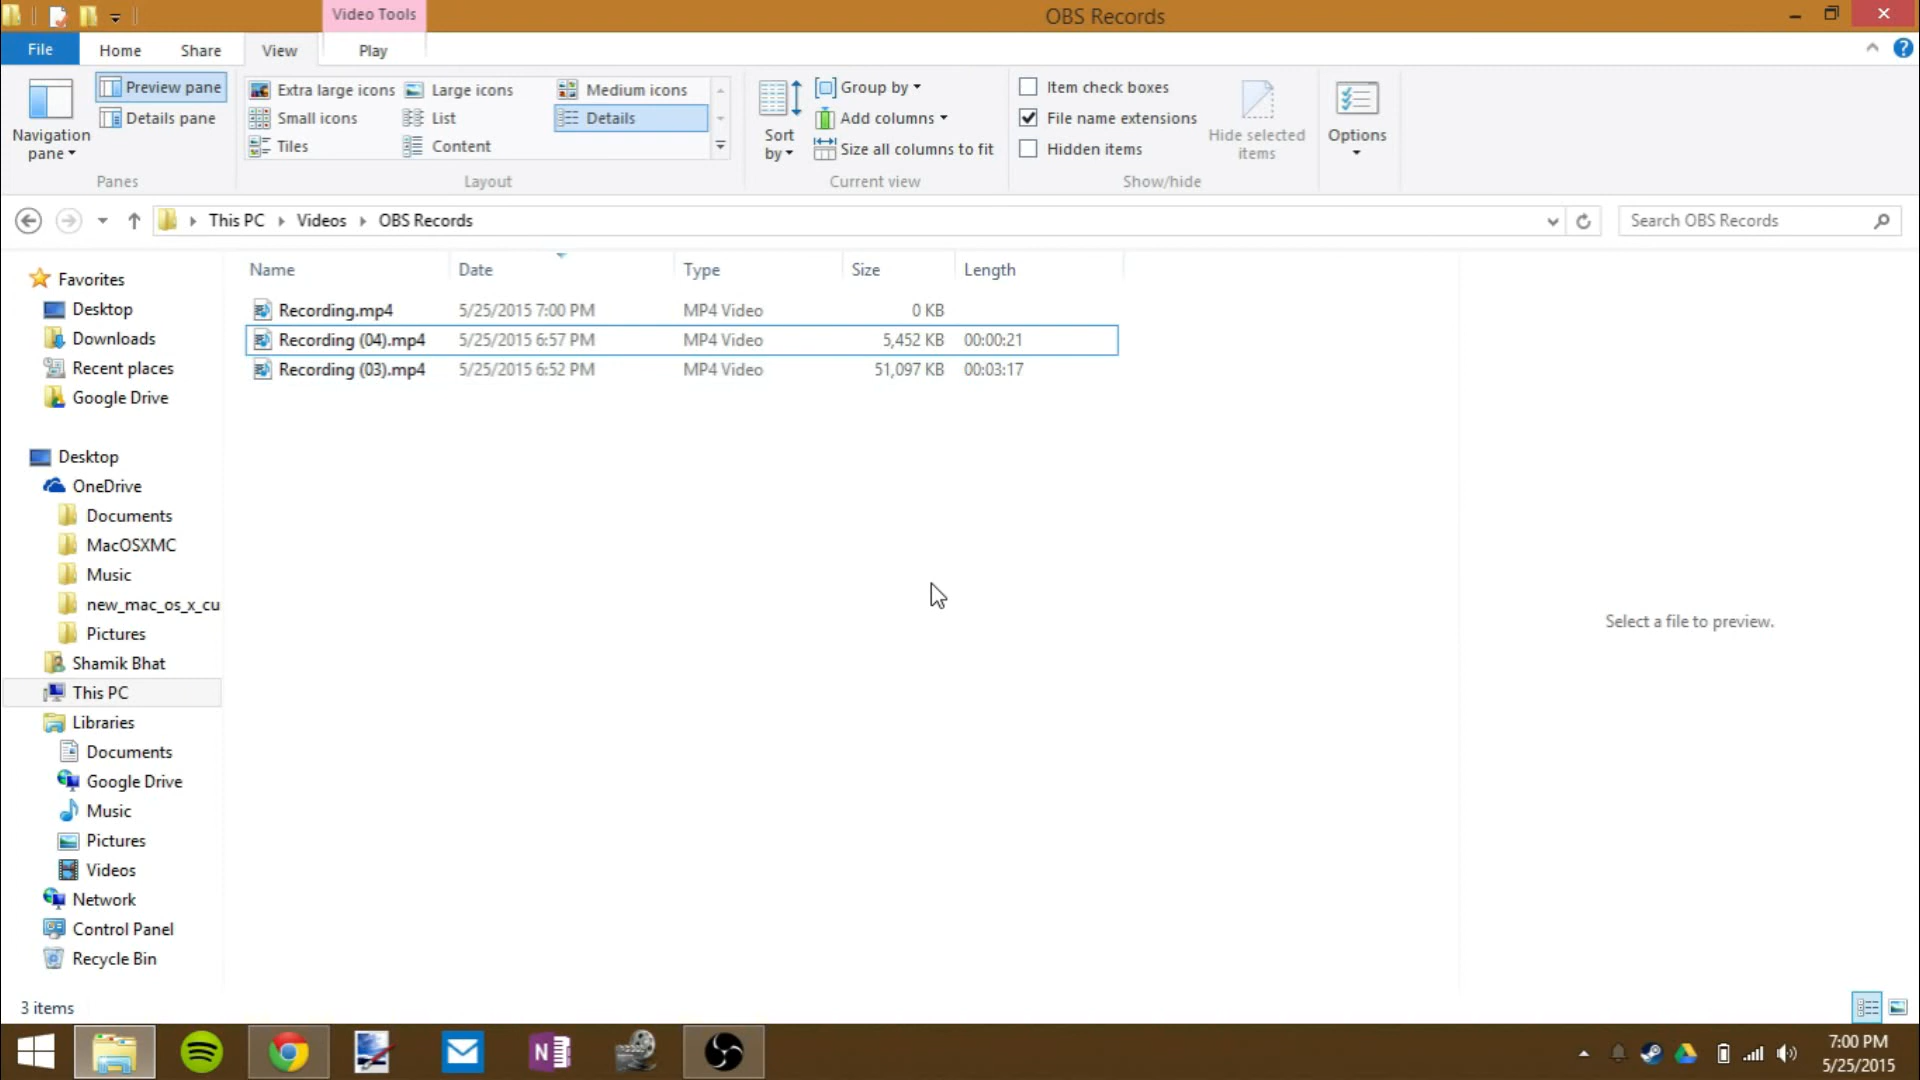 Video Tools
OBS Records
File
Home
Share
View
Play
Navigation pane
Preview pane
Details pane
Panes
Extra large icons
Large icons
Medium icons
Small icons
List
Details
Tiles
Content
Layout
Sort by
Group by
Add columns
Size all columns to fit
Current view
Item check boxes
File name extensions
Hidden items
Hide selected items
Show/hide
Options
This PC
Videos
OBS Records
Search OBS Records
Name
Date
Type
Size
Length
Recording.mp4 5/25/2015 7:00 PM MP4 Video 0 KB
Recording (04).mp4 5/25/2015 6:57 PM MP4 Video 5,452 KB 00:00:21
Recording (03).mp4 5/25/2015 6:52 PM MP4 Video 51,097 KB 00:03:17
Favorites
Desktop
Downloads
Recent places
Google Drive
Desktop
OneDrive
Documents
MacOSXMC
Music
new_mac_os_x_cu
Pictures
Shamik Bhat
This PC
Libraries
Documents
Google Drive
Music
Pictures
Videos
Network
Control Panel
Recycle Bin
Select a file to preview.
3 items
N
7:00 PM
5/25/2015